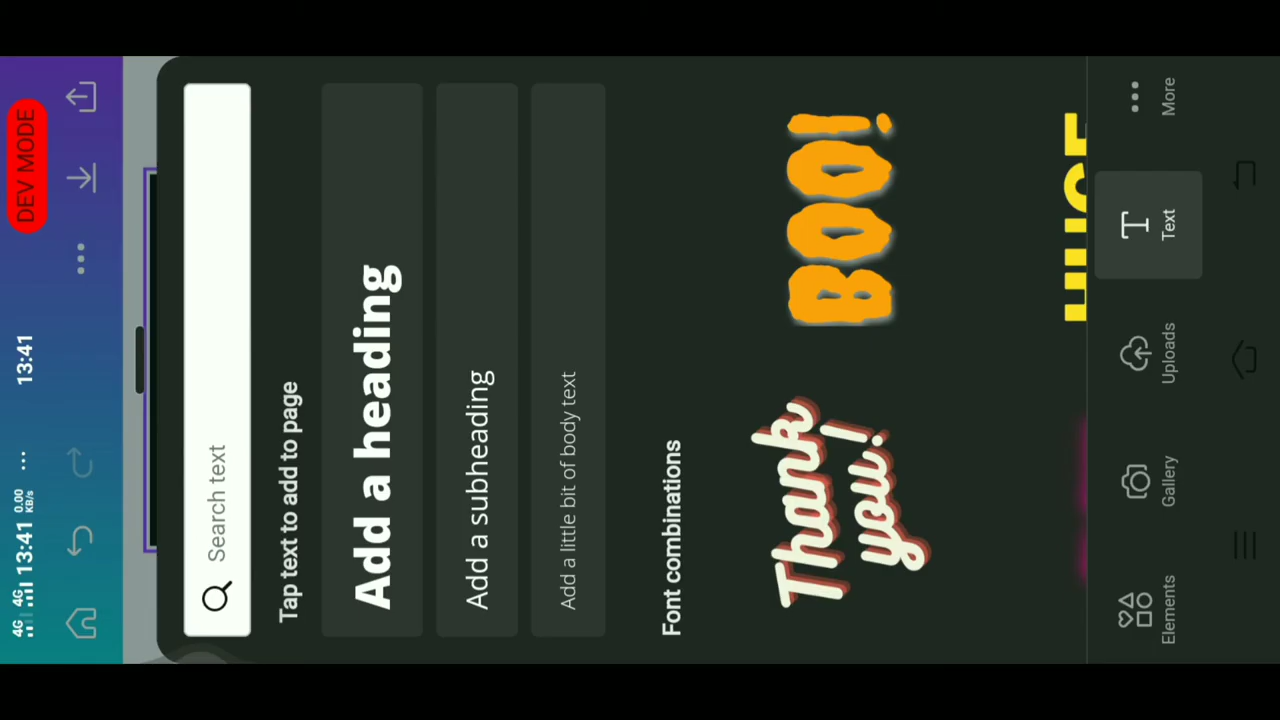 4G 4G 13:41 0.00 KB/s ... 13:41 DEV MODE
Search text
Tap text to add to page
Add a heading
Add a subheading
Add a little bit of body text
Font combinations
Thank
you!
BOO!
Elements Gallery Uploads Text More